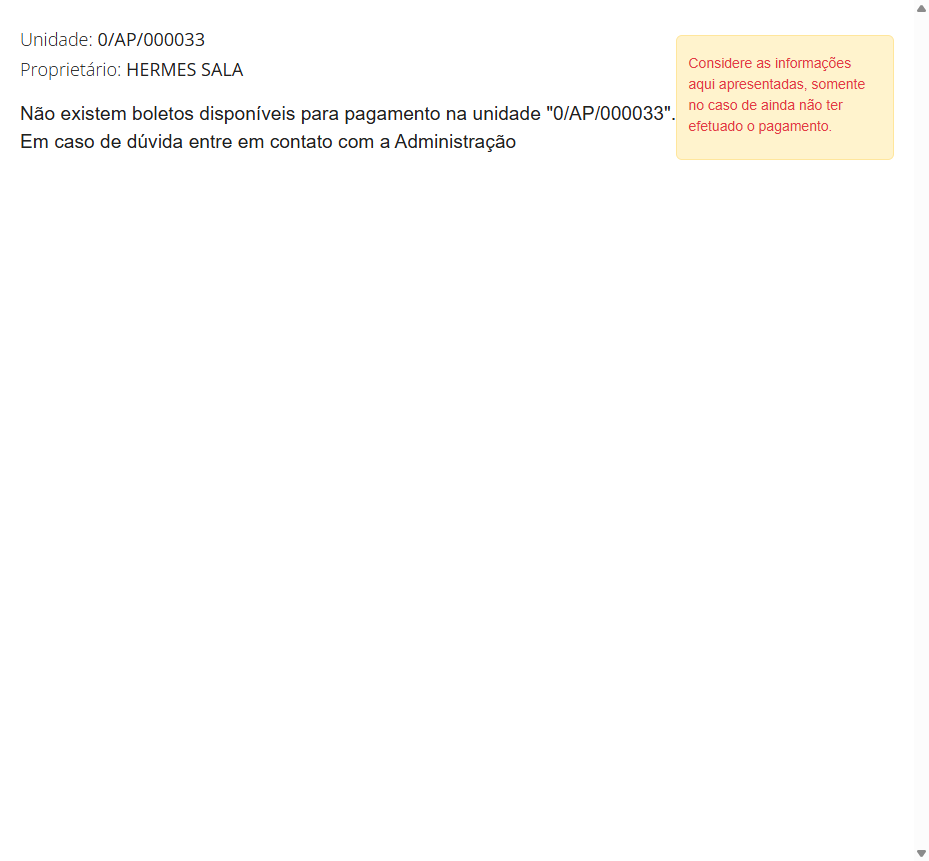 Unidade: 0/AP/000033
Proprietário: HERMES SALA
Não existem boletos disponíveis para pagamento na unidade "0/AP/000033".
Em caso de dúvida entre em contato com a Administração
Considere as informações
aqui apresentadas, somente
no caso de ainda não ter
efetuado o pagamento.